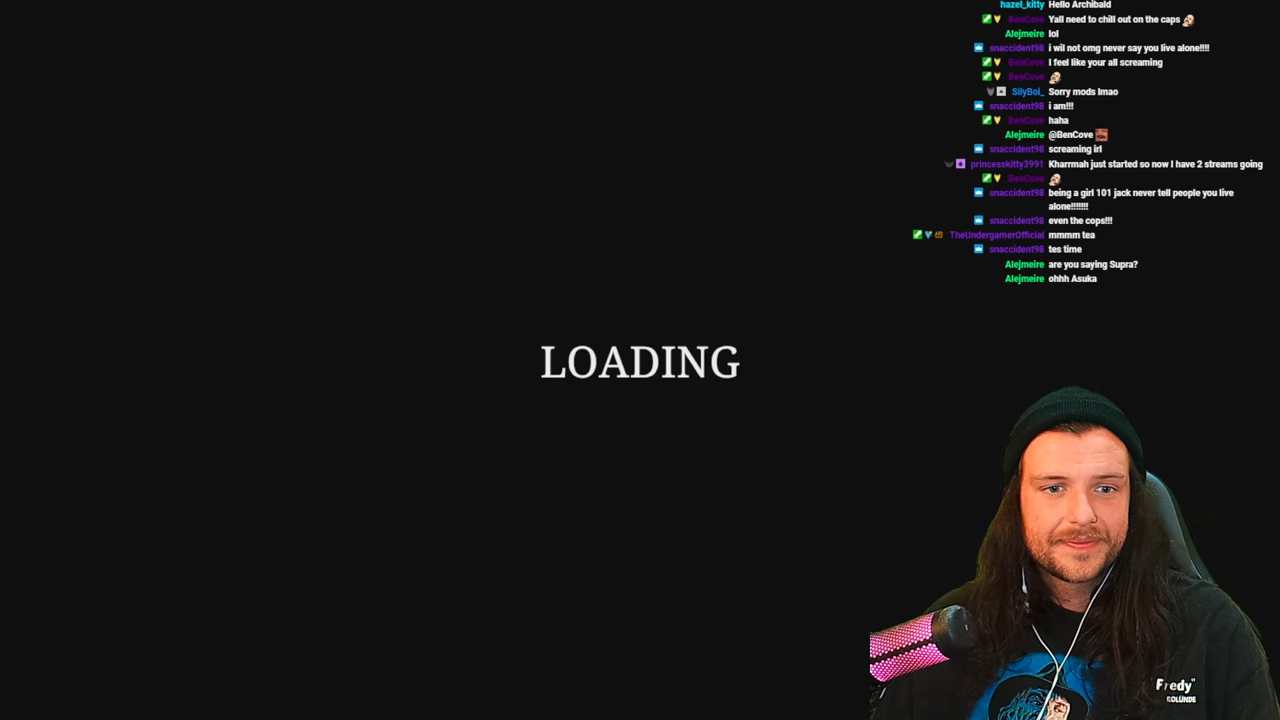 hazel_kitty Hello Archibald
BenCove Yall need to chill out on the caps
Alejmeire lol
snaccident98 i wil not omg never say you live alone!!!!
BenCove I feel like your all screaming
BenCove
SilyBoi_ Sorry mods lmao
snaccident98 i am!!!
BenCove haha
Alejmeire @BenCove
snaccident98 screaming irl
princesskitty3991 Kharrmah just started so now I have 2 streams going
BenCove
snaccident98 being a girl 101 jack never tell people you live
alone!!!!!!!
snaccident98 even the cops!!!
TheUndergamerOfficial mmmm tea
snaccident98 tes time
Alejmeire are you saying Supra?
Alejmeire ohhh Asuka
LOADING
Fredy"